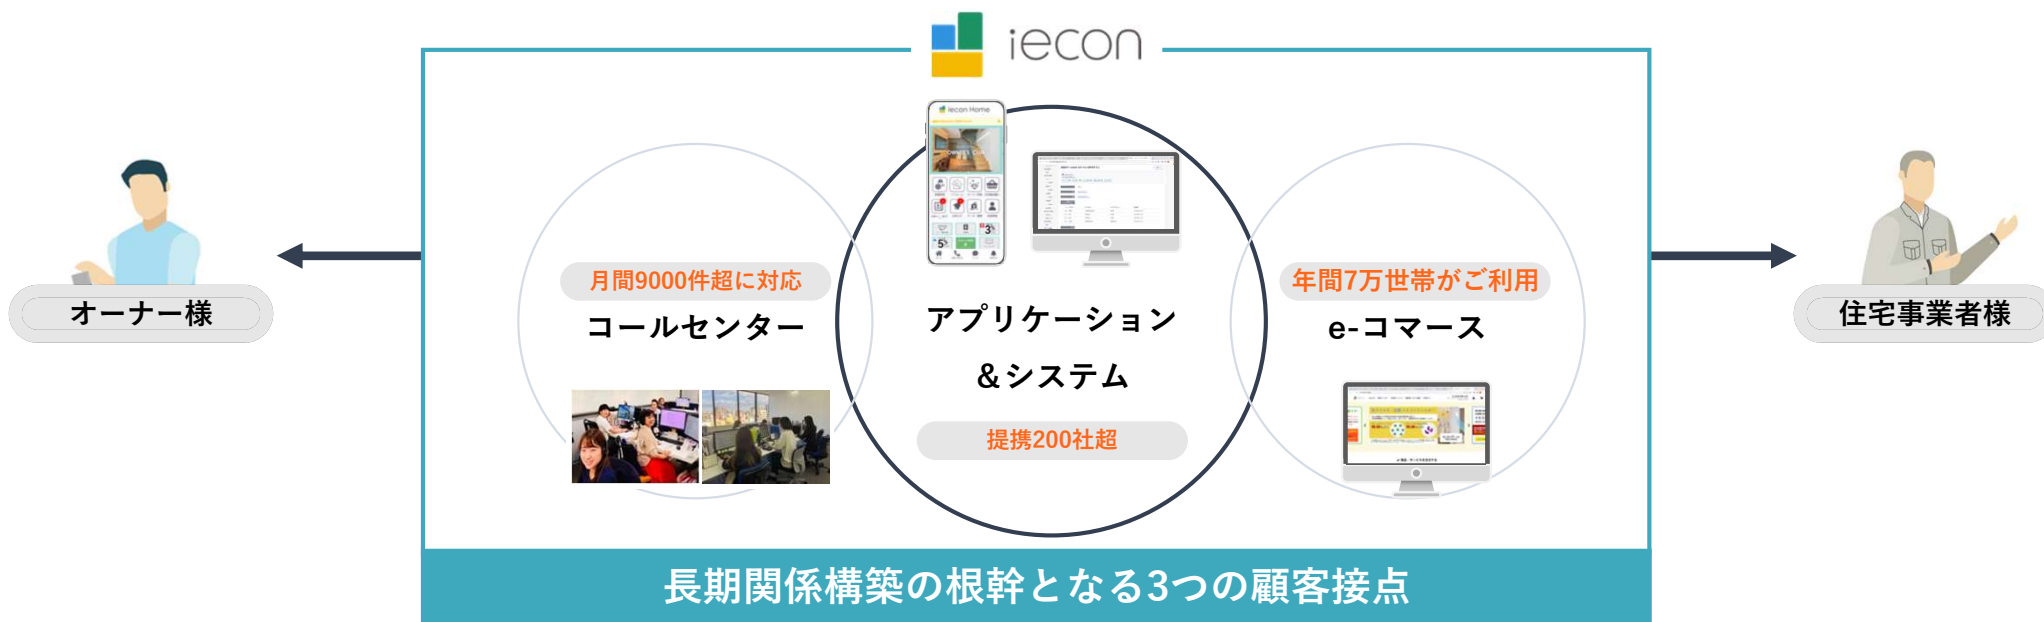 iecon
iecon Home
月間9000件超に対応
コールセンター
アプリケーション
&システム
提携200社超
年間7万世帯がご利用
e-コマース
オーナー様
住宅事業者様
長期関係構築の根幹となる3つの顧客接点